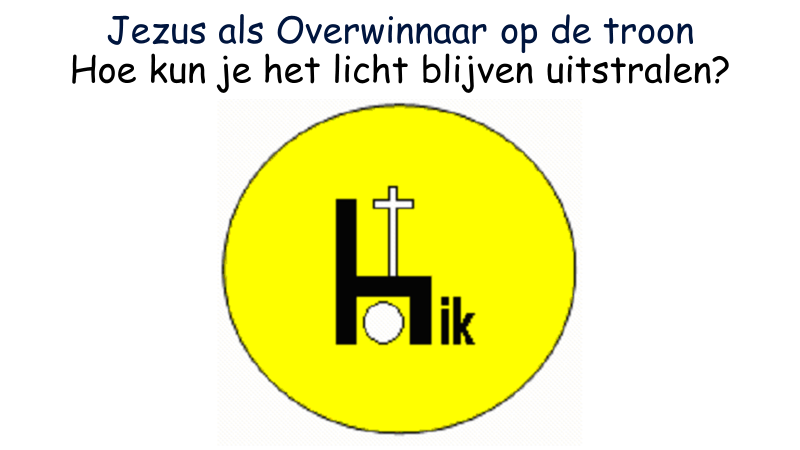 Jezus als Overwinnaar op de troon
Hoe kun je het licht blijven uitstralen?
ik